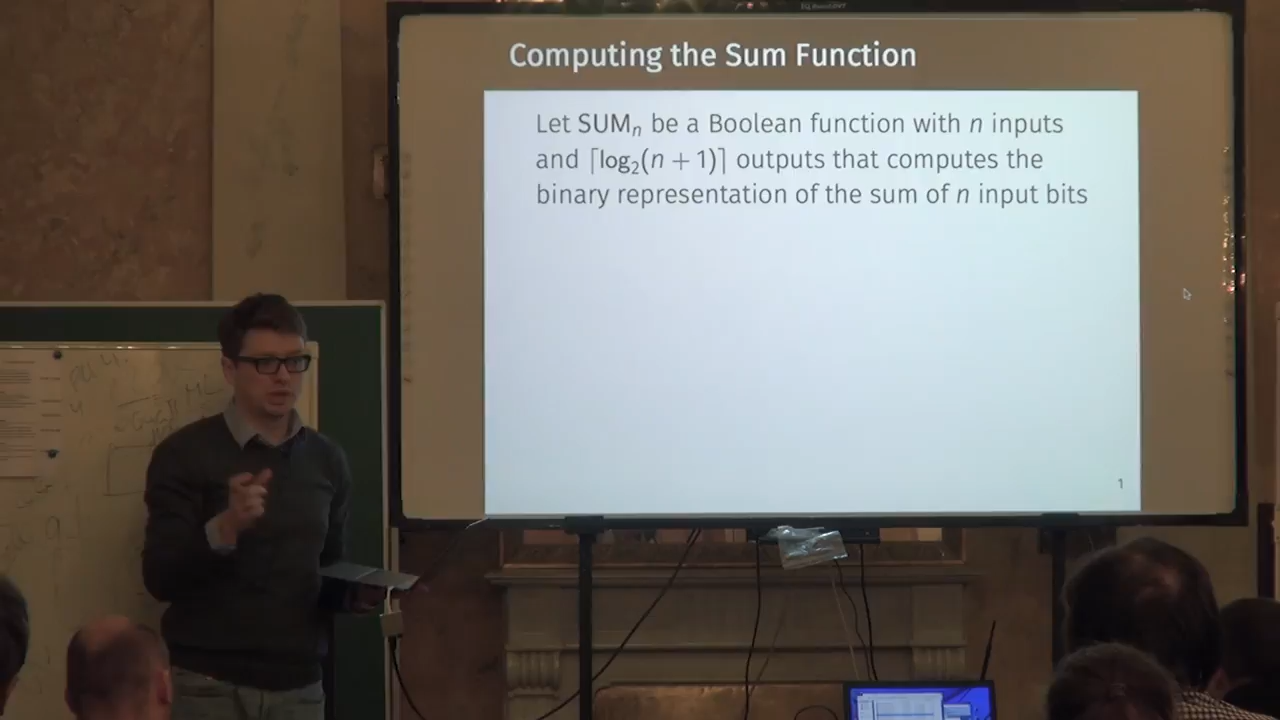 Computing the Sum Function
Let SUMₙ be a Boolean function with n inputs
and ⌈log₂(n + 1)⌉ outputs that computes the
binary representation of the sum of n input bits
1